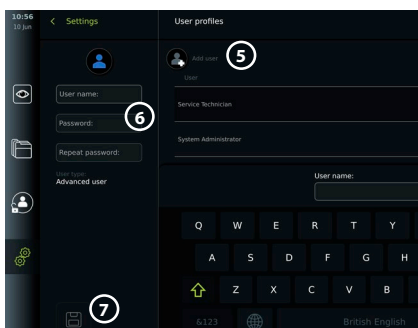 10:56
10 Jun
Settings
User profiles
Add user
5
User
User name:
Service Technician
Password:
6
System Administrator
Repeat password:
User type:
Advanced user
User name:
Q W E R T Y
A S D F G H
Z X C V B
7
6123
British English